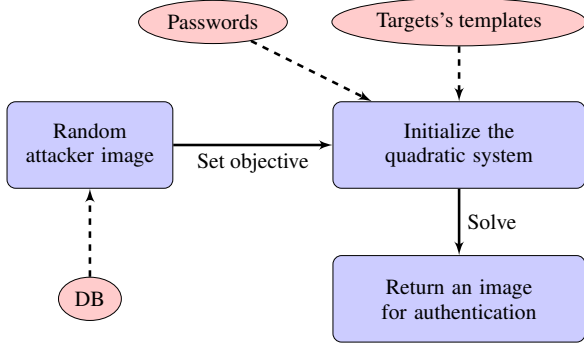 Passwords
Targets's templates
Random
attacker image
Set objective
Initialize the
quadratic system
Solve
DB
Return an image
for authentication